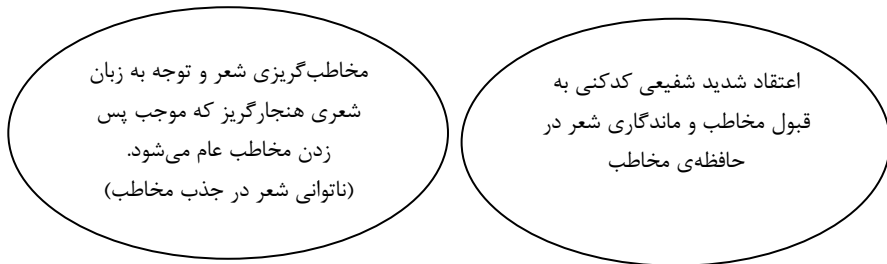 اعتقاد شدید شفیعی کدکنی به
قبول مخاطب و ماندگاری شعر در
حافظه‌ی مخاطب
مخاطب‌گریزی شعر و توجه به زبان
شعری هنجارگریز که موجب پس
زدن مخاطب عام می‌شود.
(ناتوانی شعر در جذب مخاطب)